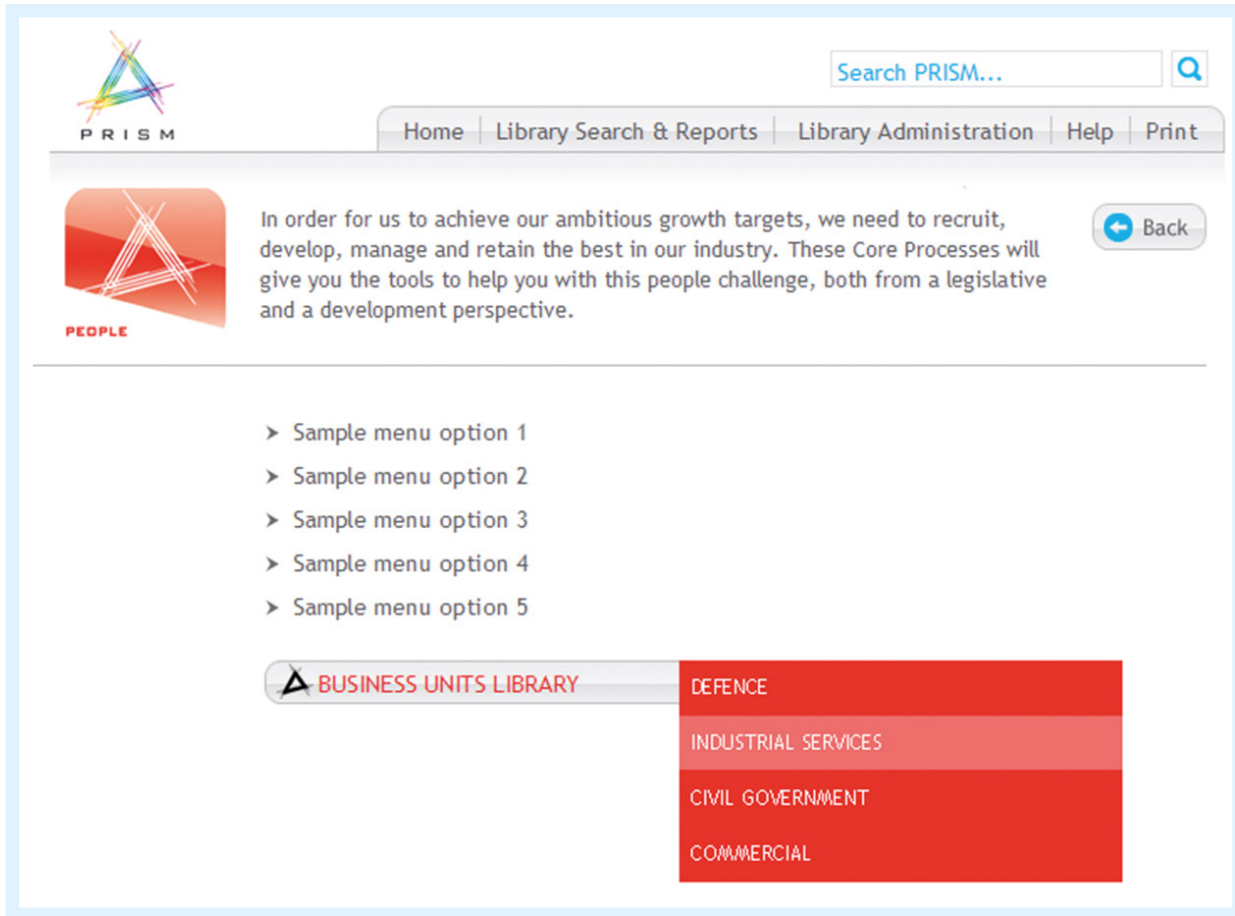 Search PRISM...
PRISM
Home Library Search & Reports Library Administration Help Print
In order for us to achieve our ambitious growth targets, we need to recruit,
develop, manage and retain the best in our industry. These Core Processes will
give you the tools to help you with this people challenge, both from a legislative
and a development perspective.
Back
PEOPLE
Sample menu option 1
Sample menu option 2
Sample menu option 3
Sample menu option 4
Sample menu option 5
BUSINESS UNITS LIBRARY
DEFENCE
INDUSTRIAL SERVICES
CIVIL GOVERNMENT
COMMERCIAL